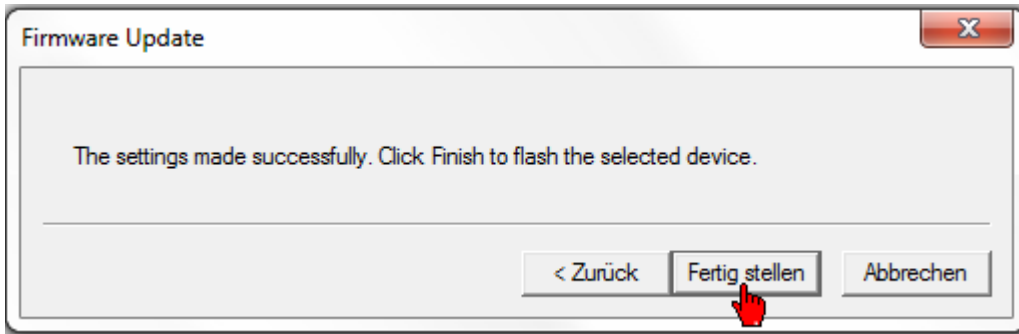 Firmware Update
The settings made successfully. Click Finish to flash the selected device.
< Zurück Fertig stellen Abbrechen